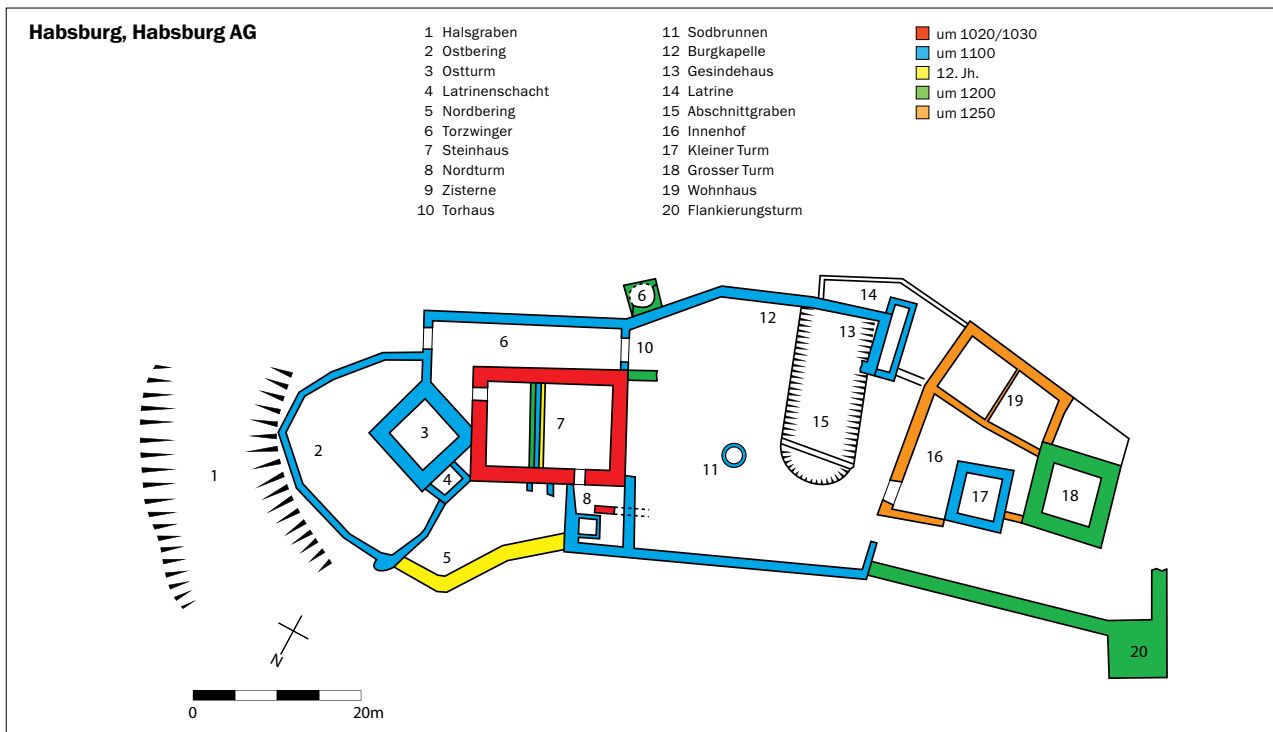 Habsburg, Habsburg AG
1 Halsgraben
2 Ostbering
3 Ostturm
4 Latrinenschacht
5 Nordbering
6 Torzwinger
7 Steinhaus
8 Nordturm
9 Zisterne
10 Torhaus
11 Sodbrunnen
12 Burgkapelle
13 Gesindehaus
14 Latrine
15 Abschnittgraben
16 Innenhof
17 Kleiner Turm
18 Grosser Turm
19 Wohnhaus
20 Flankierungsturm
um 1020/1030
um 1100
12. Jh.
um 1200
um 1250
6
14
12
13
6
10
19
7
15
3
2
16
11
1
4
17
18
8
5
20
N
0 20m